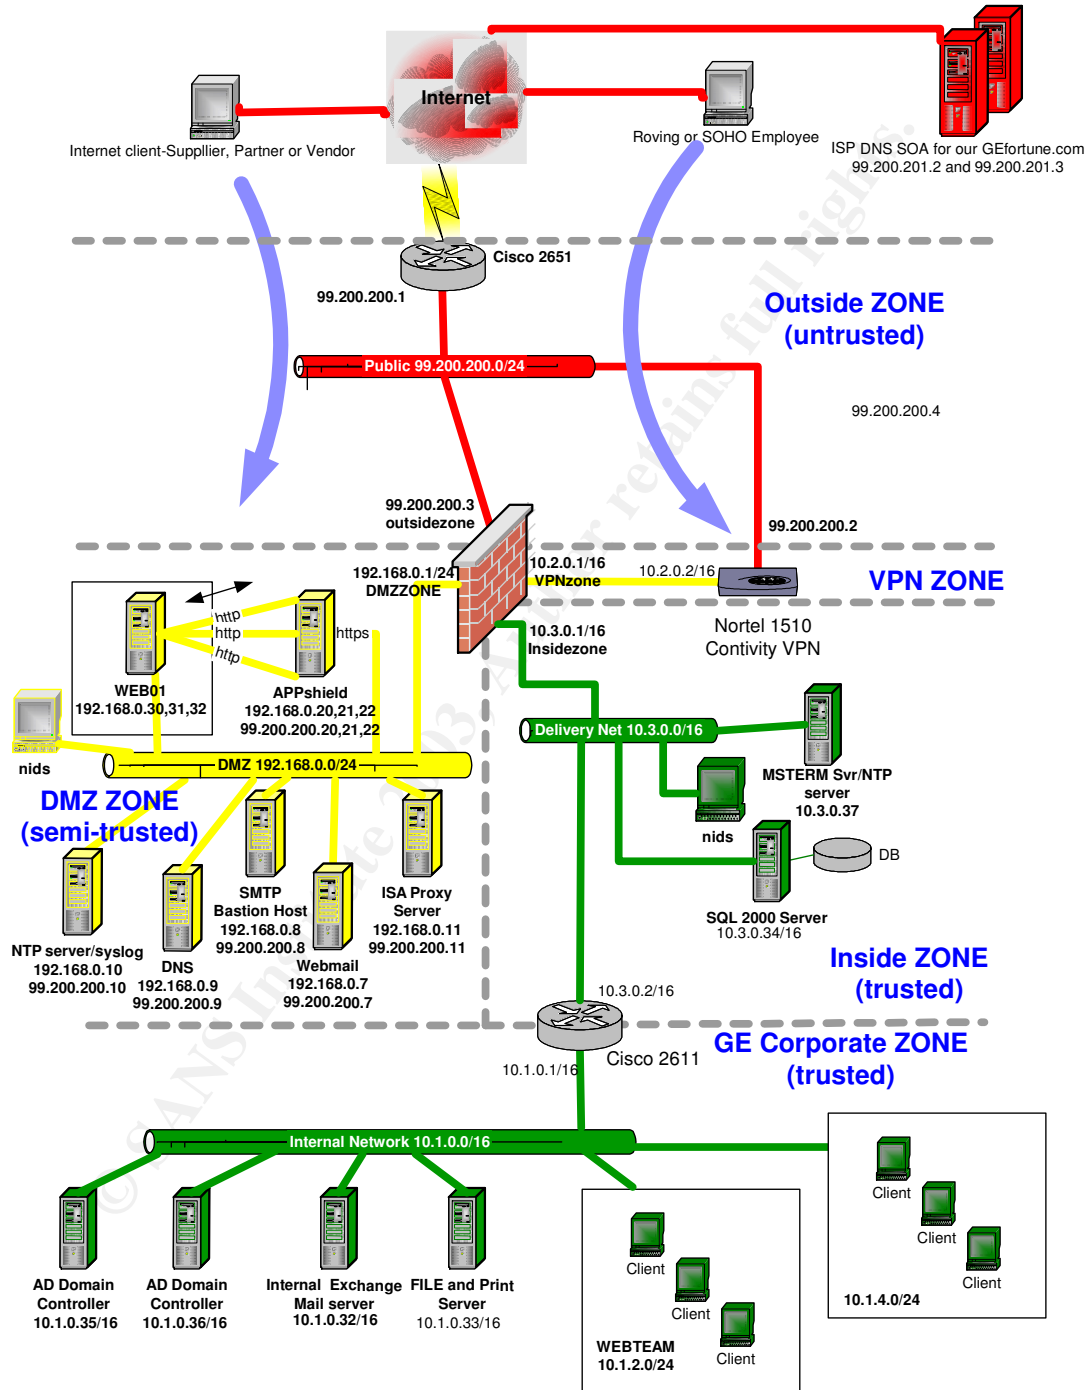 Internet
Internet client-Suppllier, Partner or Vendor
Roving or SOHO Employee
ISP DNS SOA for our GEfortune.com
99.200.201.2 and 99.200.201.3
Cisco 2651
99.200.200.1
Outside ZONE
(untrusted)
Public 99.200.200.0/24
99.200.200.4
99.200.200.3
outsidezone
99.200.200.2
192.168.0.1/24
DMZZONE
10.2.0.1/16
VPNzone
10.2.0.2/16
VPN ZONE
http
http
http
https
10.3.0.1/16
Insidezone
Nortel 1510
Contivity VPN
WEB01
192.168.0.30,31,32
APPshield
192.168.0.20,21,22
99.200.200.20,21,22
nids
DMZ 192.168.0.0/24
Delivery Net 10.3.0.0/16
MSTERM Svr/NTP
server
10.3.0.37
nids
DMZ ZONE
(semi-trusted)
DB
SQL 2000 Server
10.3.0.34/16
SMTP
Bastion Host
192.168.0.8
99.200.200.8
ISA Proxy
Server
192.168.0.11
99.200.200.11
NTP server/syslog
192.168.0.10
99.200.200.10
DNS
192.168.0.9
99.200.200.9
Webmail
192.168.0.7
99.200.200.7
Inside ZONE
(trusted)
10.3.0.2/16
Cisco 2611
10.1.0.1/16
GE Corporate ZONE
(trusted)
Internal Network 10.1.0.0/16
AD Domain
Controller
10.1.0.35/16
AD Domain
Controller
10.1.0.36/16
Internal Exchange
Mail server
10.1.0.32/16
FILE and Print
Server
10.1.0.33/16
Client
Client
Client
WEBTEAM
10.1.2.0/24
Client
Client
Client
10.1.4.0/24
© SANS Institute 2003, Author retains full rights.